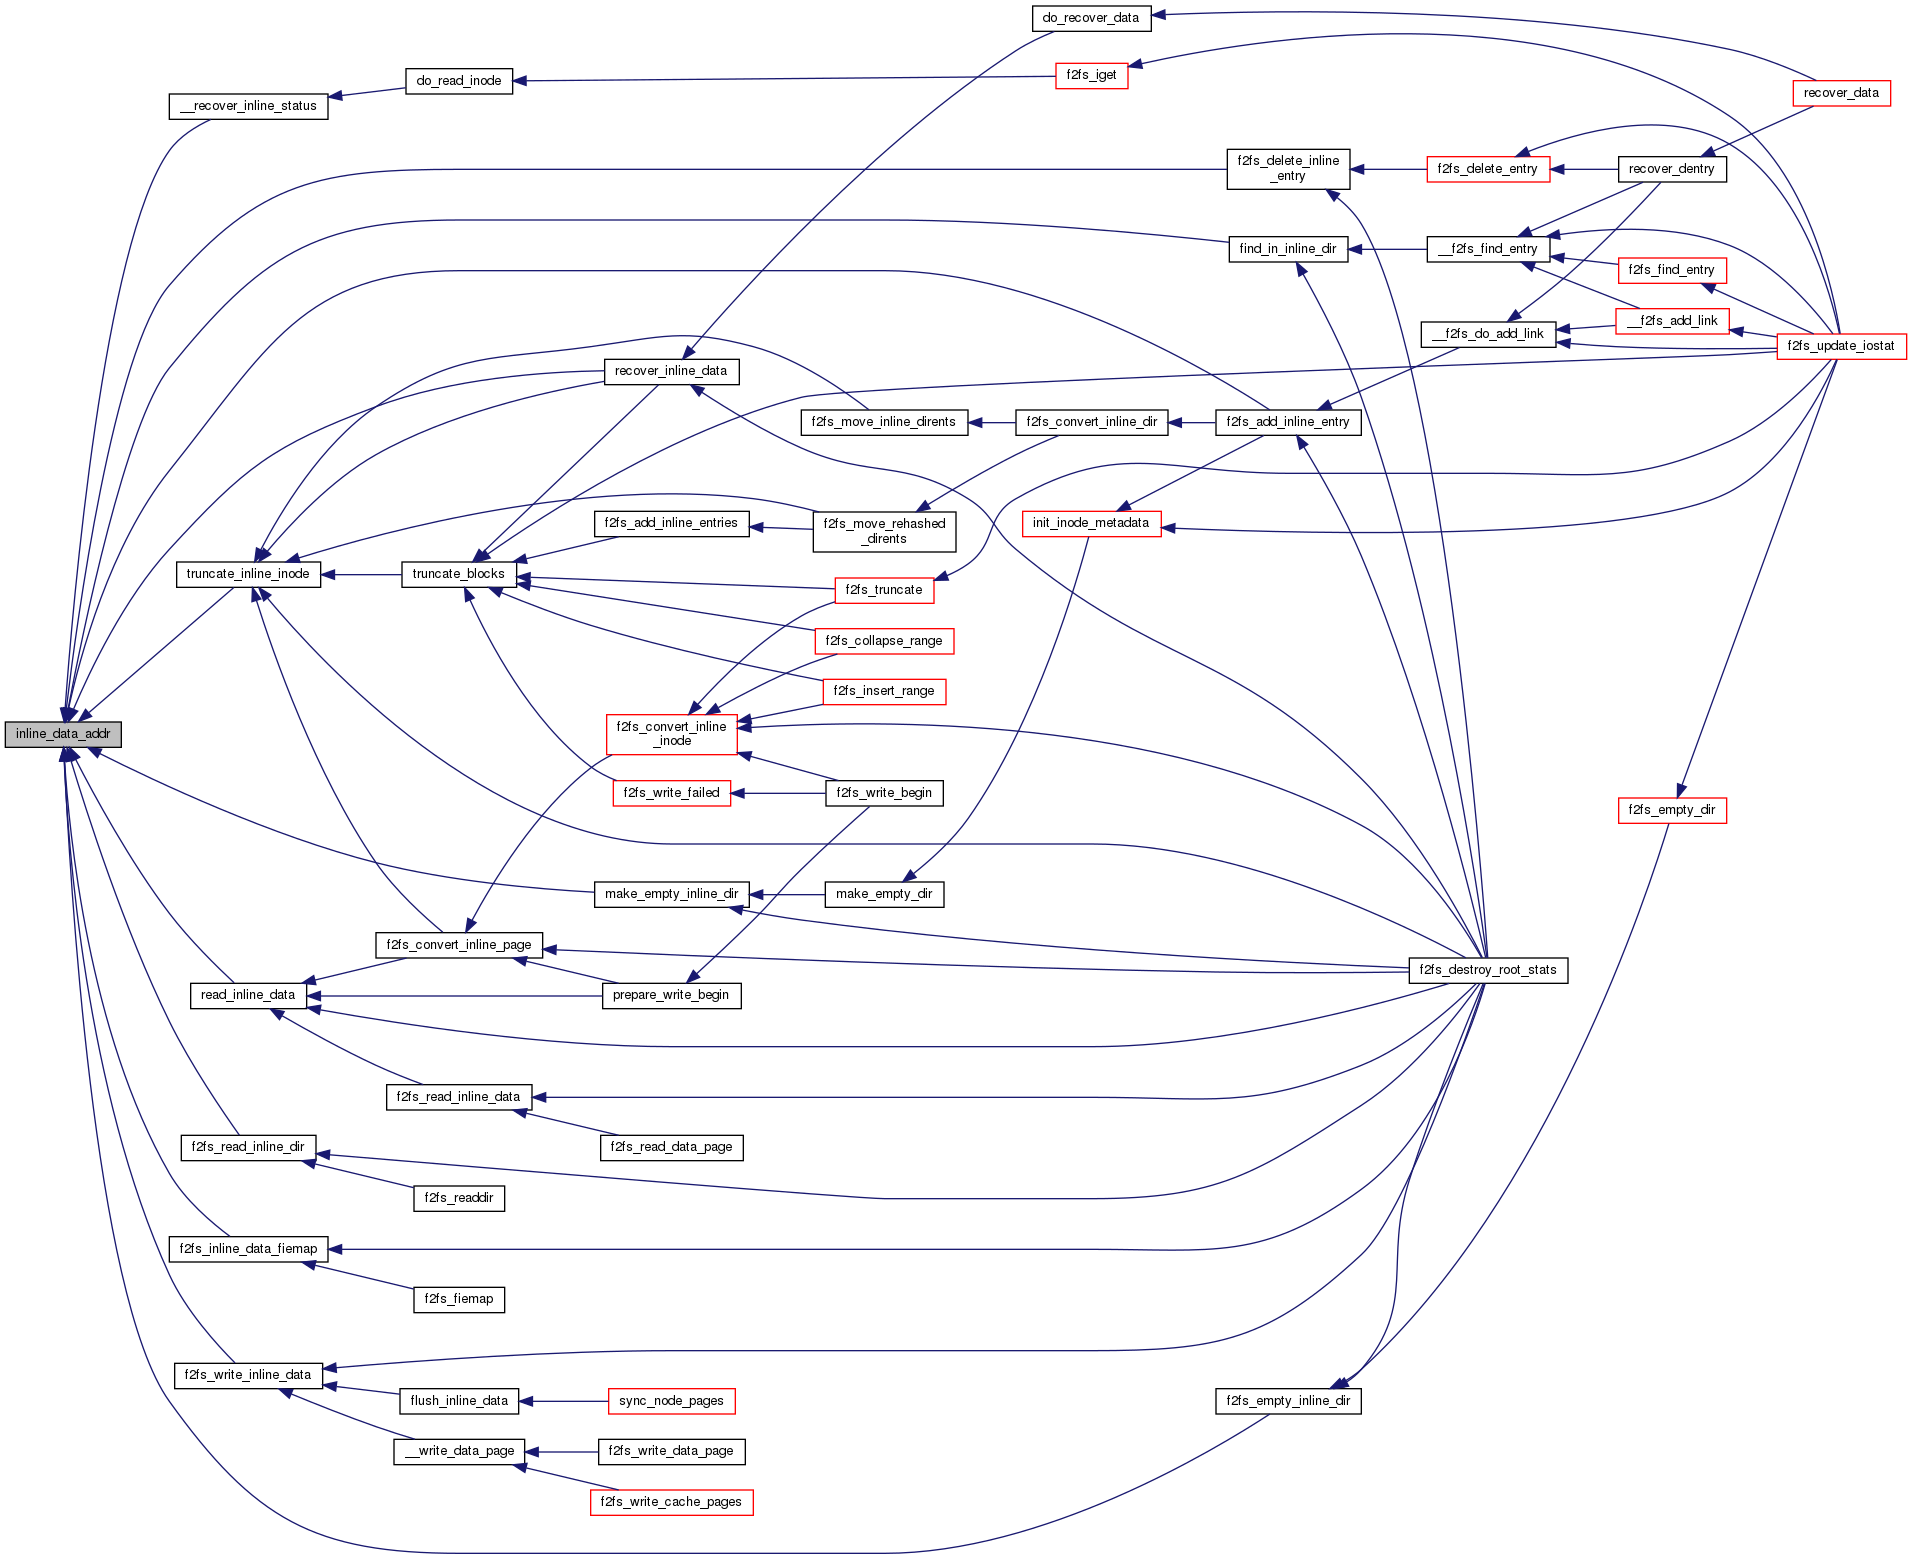 do_recover_data
f2fs_iget
do_read_inode
recover_data
__recover_inline_status
f2fs_delete_inline
_entry
f2fs_delete_entry
recover_dentry
find_in_inline_dir
__f2fs_find_entry
f2fs_find_entry
__f2fs_add_link
__f2fs_do_add_link
f2fs_update_iostat
recover_inline_data
f2fs_move_inline_dirents
f2fs_convert_inline_dir
f2fs_add_inline_entry
f2fs_add_inline_entries
f2fs_move_rehashed
_dirents
init_inode_metadata
truncate_inline_inode
truncate_blocks
f2fs_truncate
f2fs_collapse_range
f2fs_insert_range
inline_data_addr
f2fs_convert_inline
_inode
f2fs_write_failed
f2fs_write_begin
f2fs_empty_dir
make_empty_inline_dir
make_empty_dir
f2fs_convert_inline_page
f2fs_destroy_root_stats
read_inline_data
prepare_write_begin
f2fs_read_inline_data
f2fs_read_data_page
f2fs_read_inline_dir
f2fs_readdir
f2fs_inline_data_fiemap
f2fs_fiemap
f2fs_write_inline_data
flush_inline_data
sync_node_pages
f2fs_empty_inline_dir
__write_data_page
f2fs_write_data_page
f2fs_write_cache_pages